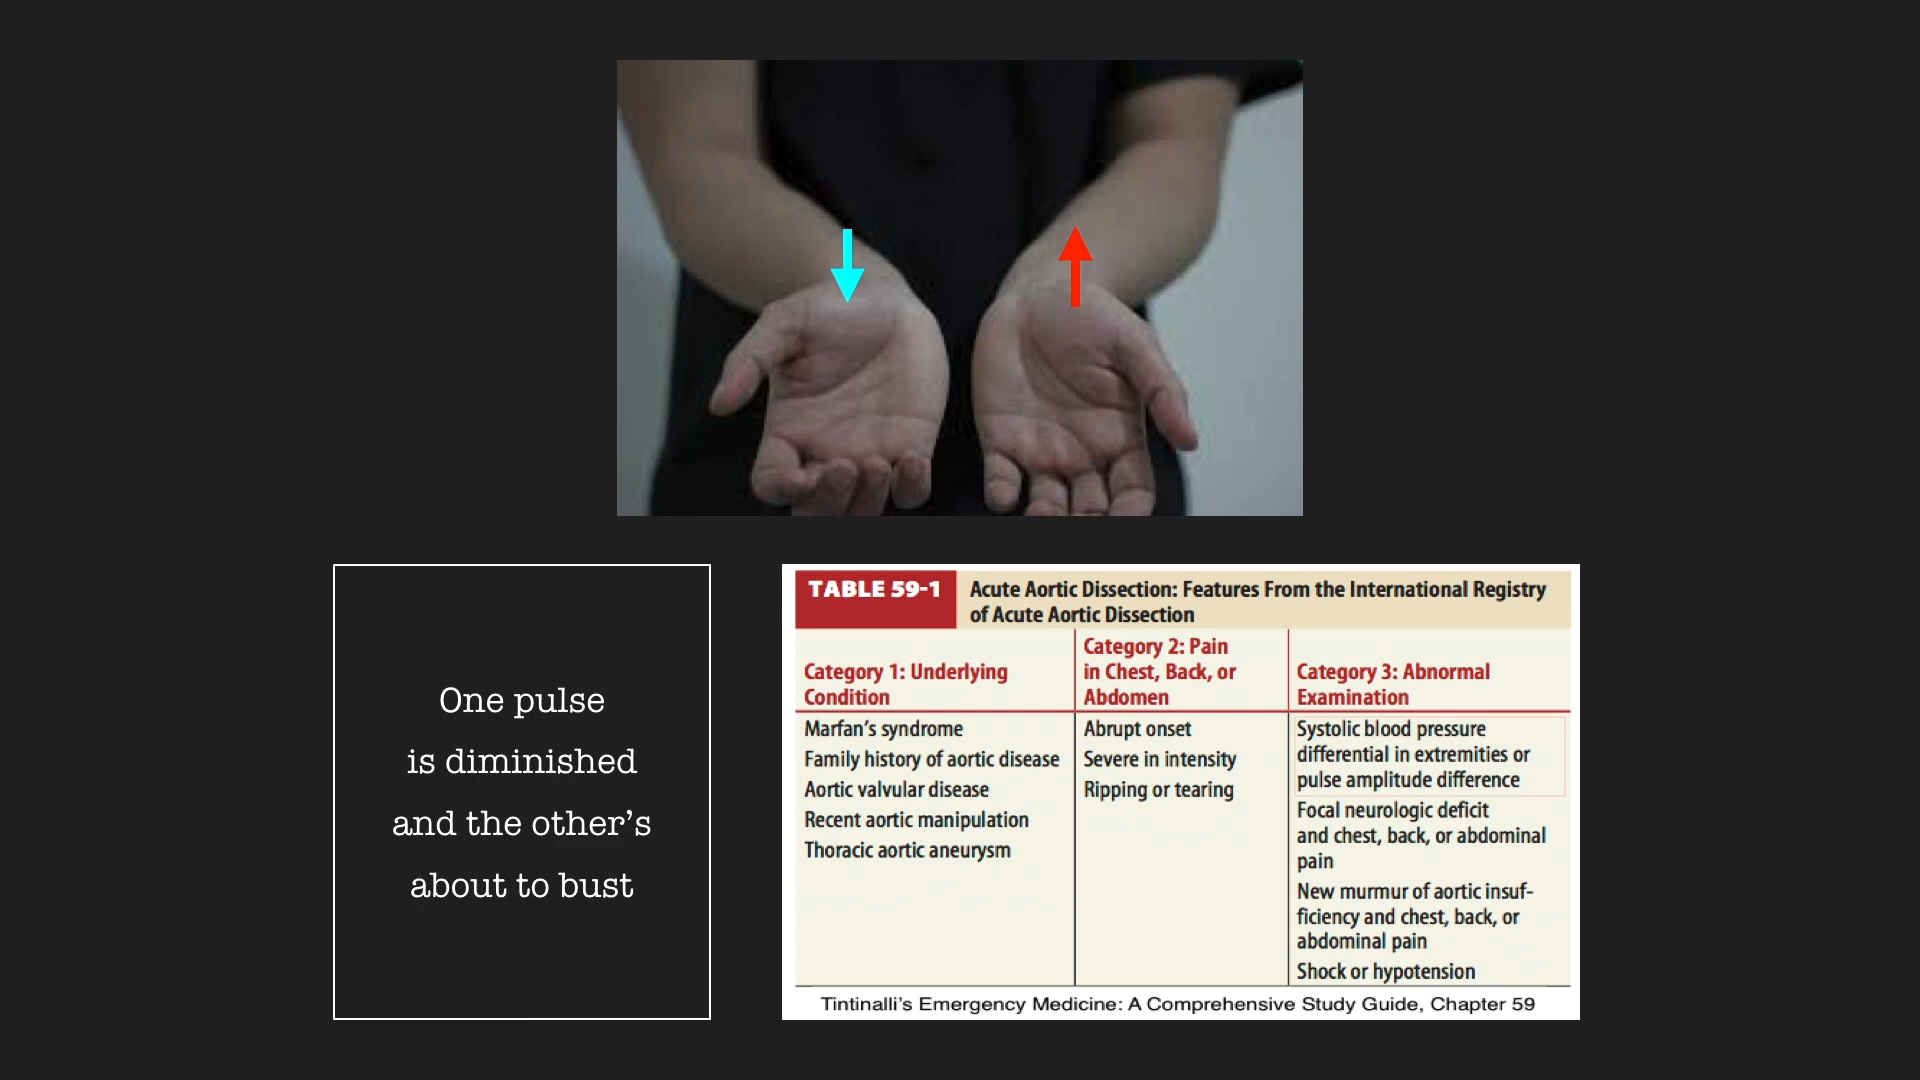 One pulse
is diminished
and the other's
about to bust
TABLE 59-1
Acute Aortic Dissection: Features From the International Registry
of Acute Aortic Dissection
Category 1: Underlying
Condition
Category 2: Pain
in Chest, Back, or
Abdomen
Category 3: Abnormal
Examination
Marfan's syndrome
Family history of aortic disease
Aortic valvular disease
Recent aortic manipulation
Thoracic aortic aneurysm
Abrupt onset
Severe in intensity
Ripping or tearing
Systolic blood pressure
differential in extremities or
pulse amplitude difference
Focal neurologic deficit
and chest, back, or abdominal
pain
New murmur of aortic insuf-
ficiency and chest, back, or
abdominal pain
Shock or hypotension
Tintinalli's Emergency Medicine: A Comprehensive Study Guide, Chapter 59